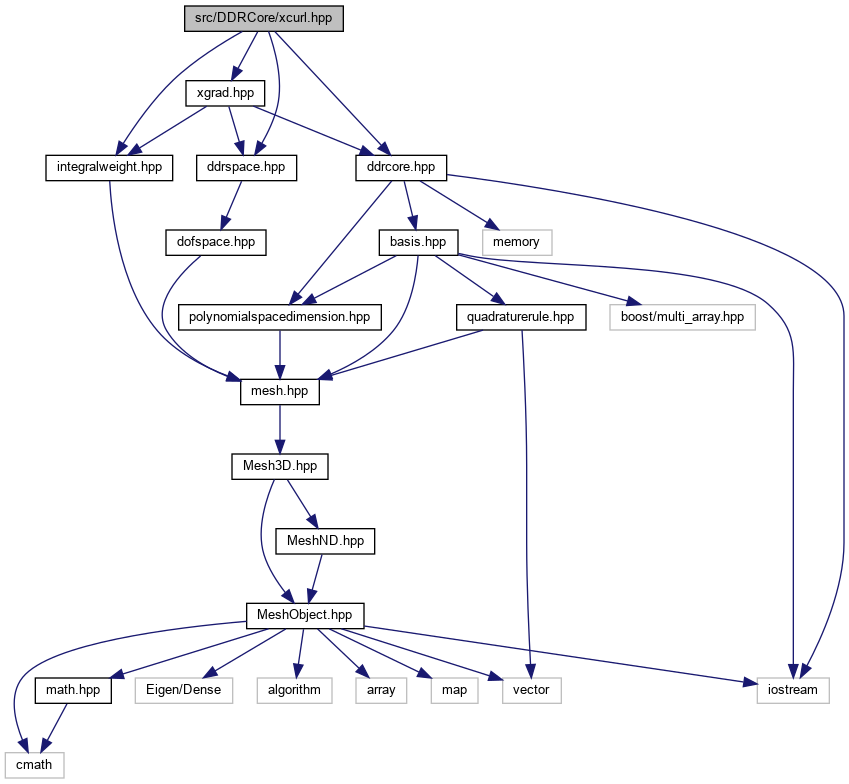 src/DDRCore/xcurl.hpp
xgrad.hpp
integralweight.hpp
ddrspace.hpp
ddrcore.hpp
dofspace.hpp
basis.hpp
memory
polynomialspacedimension.hpp
quadraturerule.hpp
boost/multi_array.hpp
mesh.hpp
Mesh3D.hpp
MeshND.hpp
MeshObject.hpp
math.hpp
Eigen/Dense
algorithm
array
map
vector
iostream
cmath